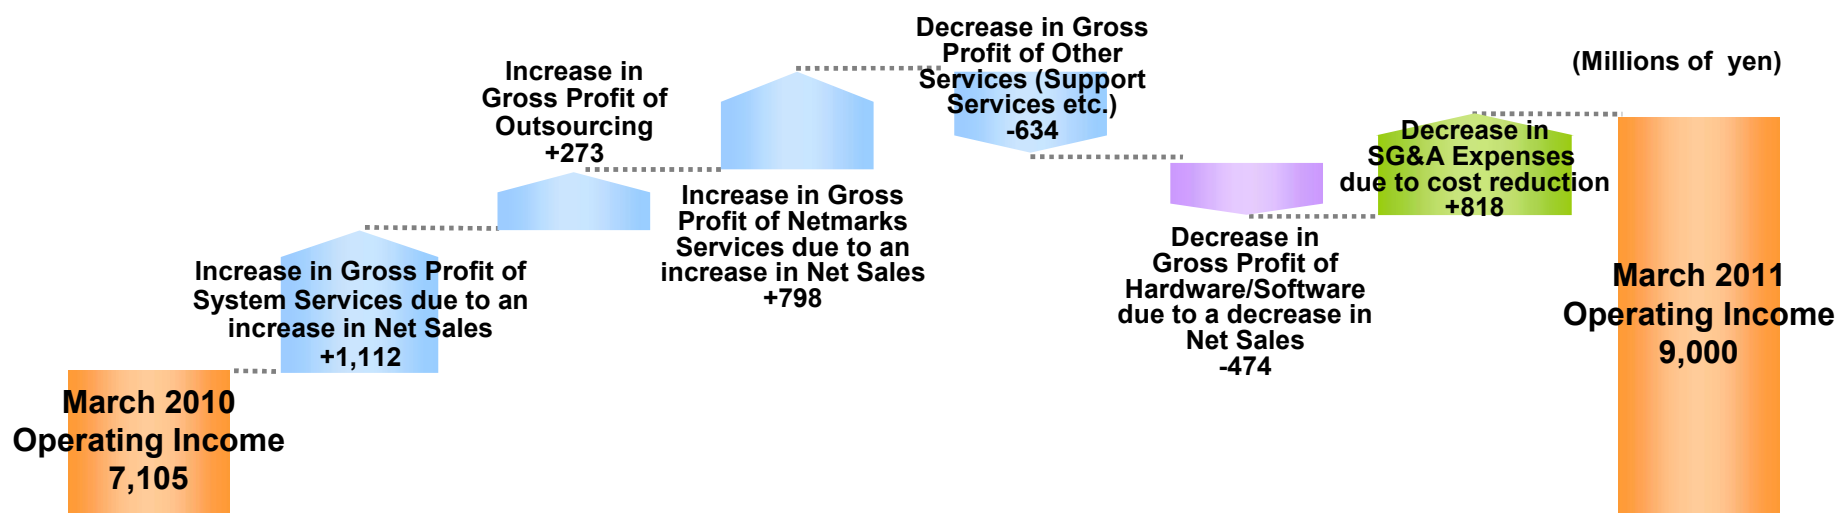 March 2010
Operating Income
7,105
Increase in Gross Profit of
System Services due to an
increase in Net Sales
+1,112
Increase in
Gross Profit of
Outsourcing
+273
Increase in Gross
Profit of Netmarks
Services due to an
increase in Net Sales
+798
Decrease in Gross
Profit of Other
Services (Support
Services etc.)
-634
Decrease in
Gross Profit of
Hardware/Software
due to a decrease in
Net Sales
-474
Decrease in
SG&A Expenses
due to cost reduction
+818
(Millions of yen)
March 2011
Operating Income
9,000